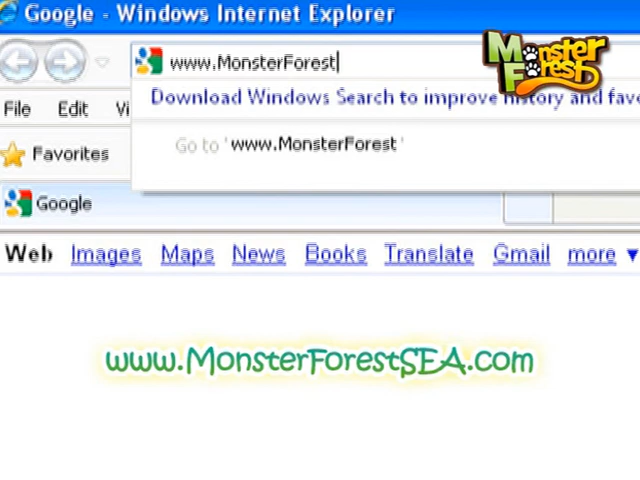 Google - Windows Internet Explorer
www.MonsterForest
Monster
Forest
Download Windows Search to improve history and favo
File Edit Vi
Go to 'www.MonsterForest'
Favorites
Google
Web Images Maps News Books Translate Gmail more ▼
www.MonsterForestSEA.com